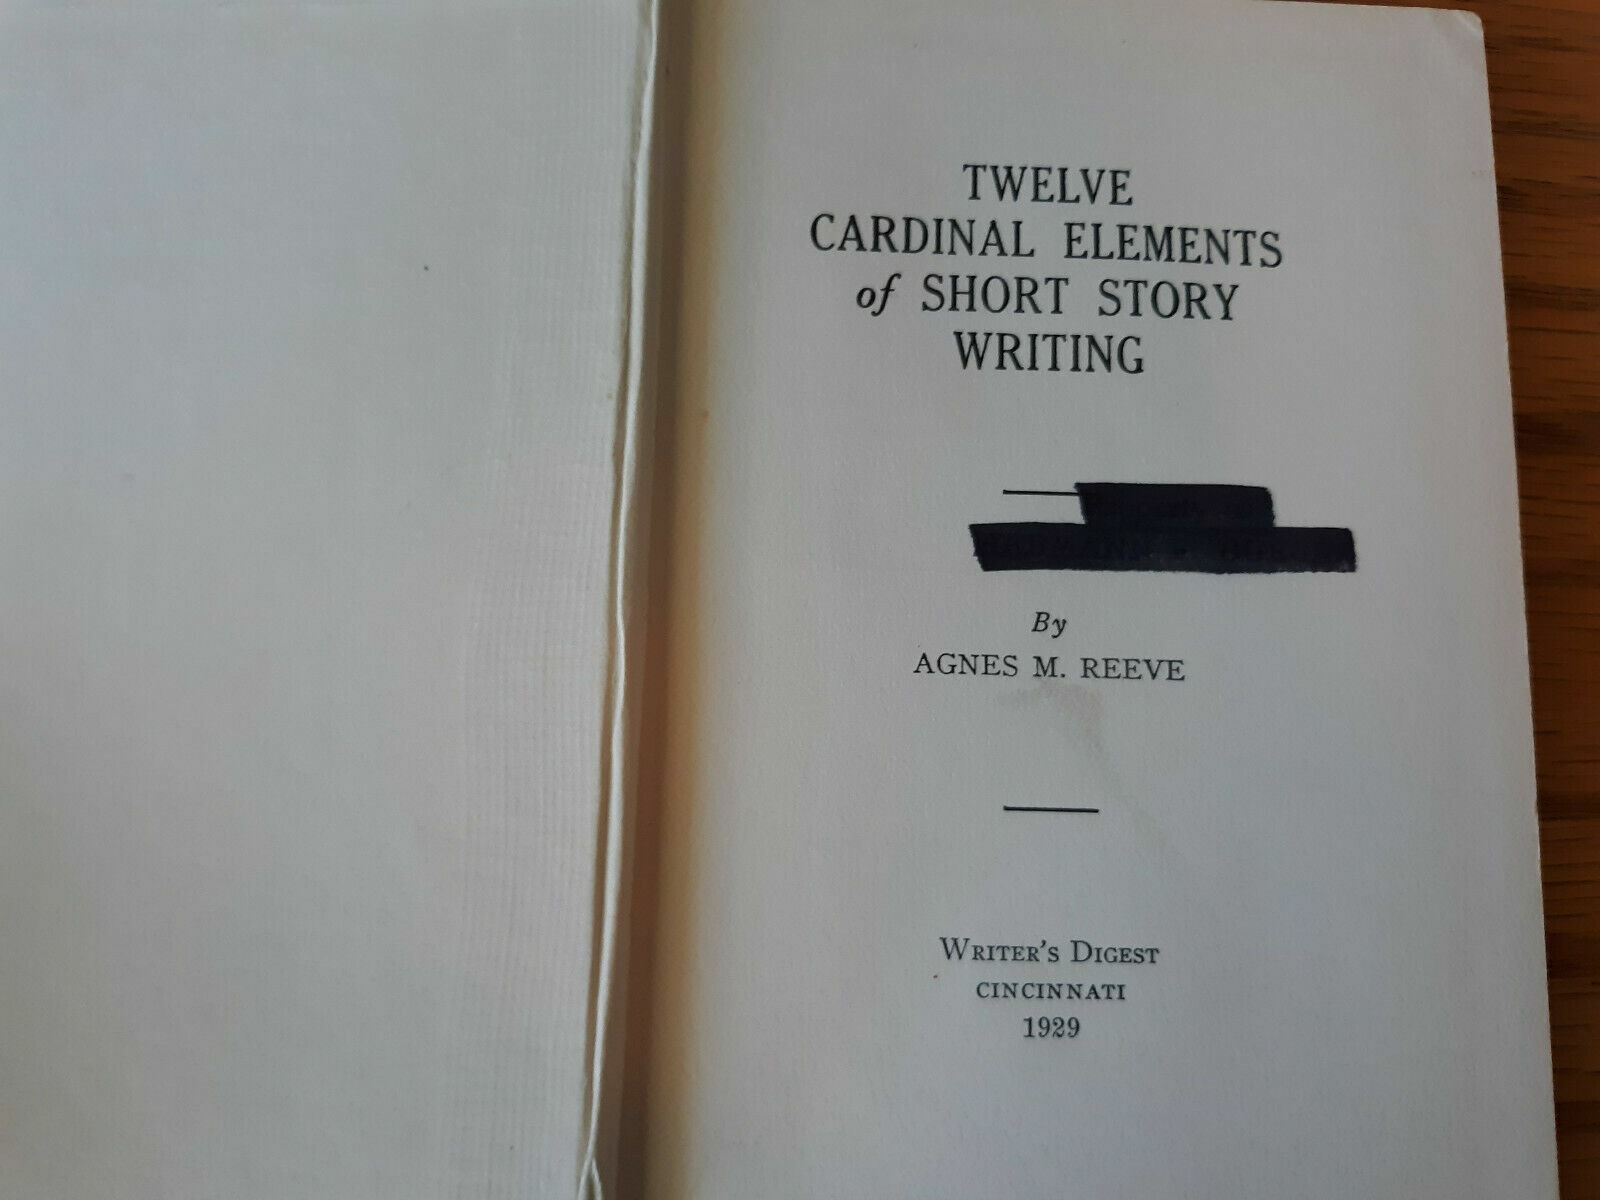 TWELVE
CARDINAL ELEMENTS
of SHORT STORY
WRITING
By
AGNES M. REEVE
WRITER'S DIGEST
CINCINNATI
1929